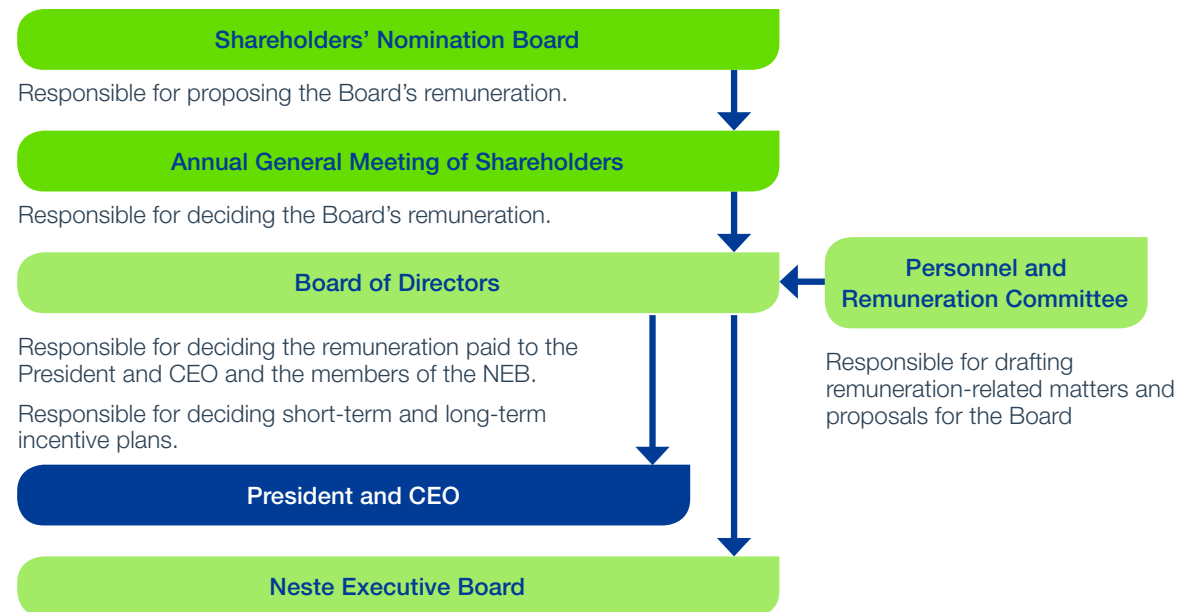 Shareholders’ Nomination Board
Responsible for proposing the Board’s remuneration.
Annual General Meeting of Shareholders
Responsible for deciding the Board’s remuneration.
Board of Directors
Personnel and
Remuneration Committee
Responsible for deciding the remuneration paid to the
President and CEO and the members of the NEB.
Responsible for deciding short-term and long-term
incentive plans.
Responsible for drafting
remuneration-related matters and
proposals for the Board
President and CEO
Neste Executive Board